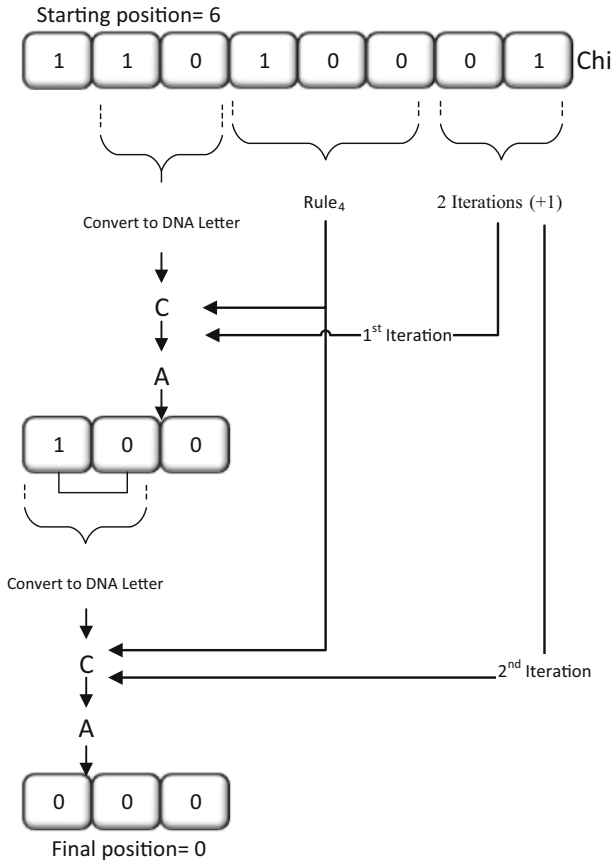 Starting position= 6
1 1 0 1 0 0 0 1 Chi
Convert to DNA Letter
Rule₄
2 Iterations (+1)
C
1st Iteration
A
1 0 0
Convert to DNA Letter
C
2nd Iteration
A
0 0 0
Final position= 0